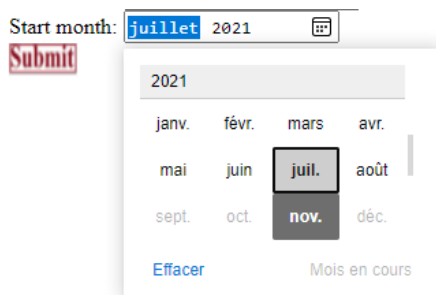 Start month: juillet 2021
Submit
2021
janv. févr. mars avr.
mai juin juil. août
sept. oct. nov. déc.
Effacer Mois en cours